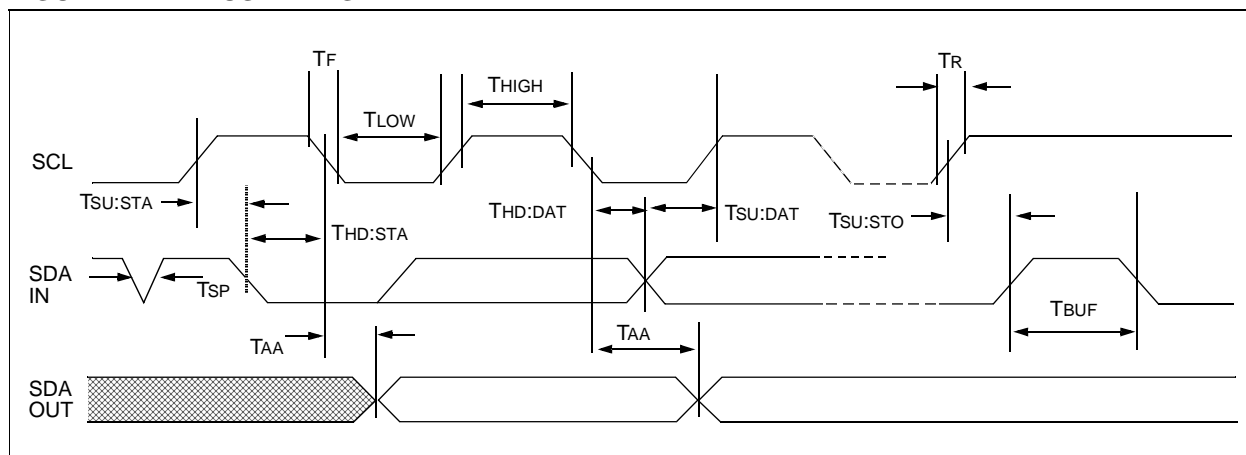 TF
TR
THIGH
TLOW
SCL
TSU:STA
THD:DAT
TSU:DAT
TSU:STO
THD:STA
SDA
IN
TSP
TBUF
TAA
TAA
SDA
OUT